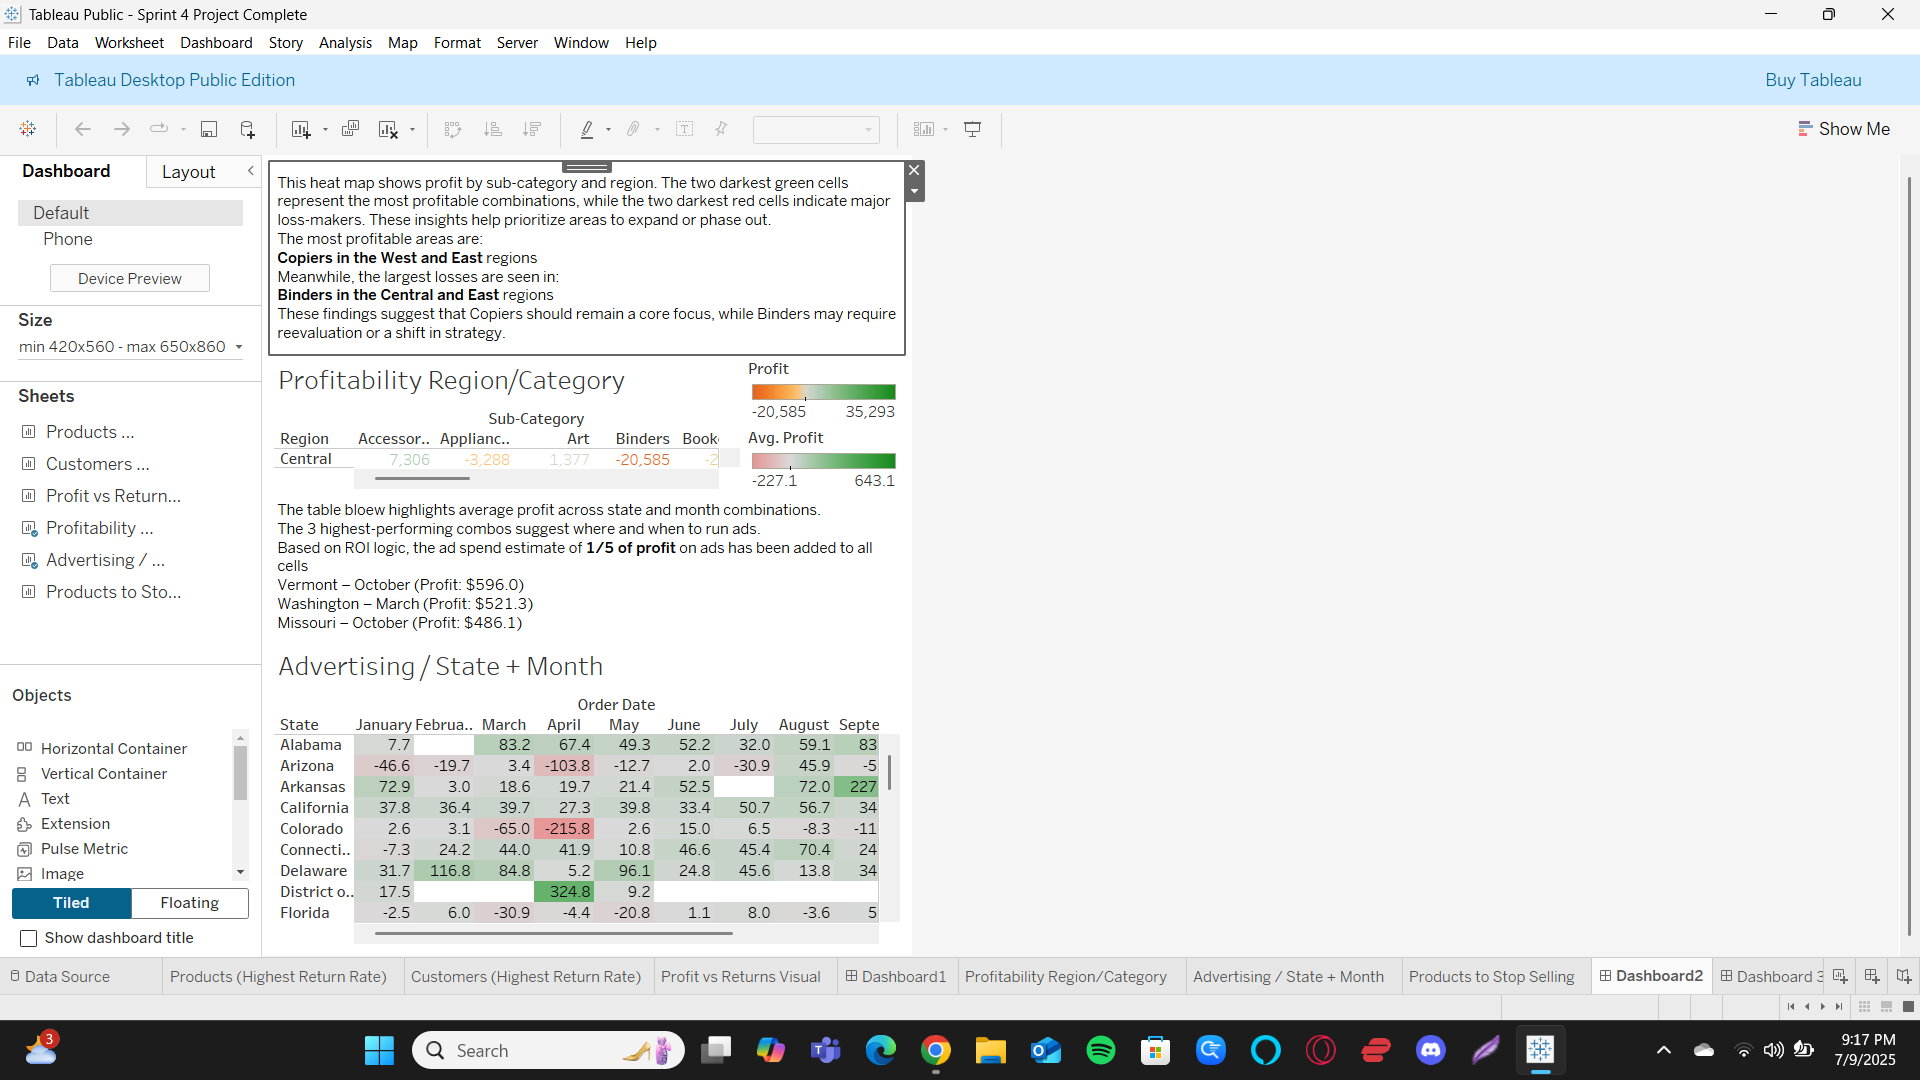 Tableau Public - Sprint 4 Project Complete
File Data Worksheet Dashboard Story Analysis Map Format Server Window Help
Tableau Desktop Public Edition Buy Tableau
Show Me
Dashboard Layout
Default
Phone
Device Preview
Size
min 420x560 - max 650x860
Sheets
Products ...
Customers ...
Profit vs Return...
Profitability ...
Advertising / ...
Products to Sto...
Objects
Horizontal Container
Vertical Container
Text
Extension
Pulse Metric
Image
Tiled Floating
Show dashboard title
This heat map shows profit by sub-category and region. The two darkest green cells
represent the most profitable combinations, while the two darkest red cells indicate major
loss-makers. These insights help prioritize areas to expand or phase out.
The most profitable areas are:
Copiers in the West and East regions
Meanwhile, the largest losses are seen in:
Binders in the Central and East regions
These findings suggest that Copiers should remain a core focus, while Binders may require
reevaluation or a shift in strategy.
Profitability Region/Category
Sub-Category
Region Accessor.. Applianc.. Art Binders Book
Central 7,306 -3,288 1,377 -20,585 -2
Profit
-20,585 35,293
Avg. Profit
-227.1 643.1
The table bloew highlights average profit across state and month combinations.
The 3 highest-performing combos suggest where and when to run ads.
Based on ROI logic, the ad spend estimate of 1/5 of profit on ads has been added to all
cells
Vermont – October (Profit: $596.0)
Washington – March (Profit: $521.3)
Missouri – October (Profit: $486.1)
Advertising / State + Month
Order Date
State January Februa.. March April May June July August Septe
Alabama 7.7 83.2 67.4 49.3 52.2 32.0 59.1 83
Arizona -46.6 -19.7 3.4 -103.8 -12.7 2.0 -30.9 45.9 -5
Arkansas 72.9 3.0 18.6 19.7 21.4 52.5 72.0 227
California 37.8 36.4 39.7 27.3 39.8 33.4 50.7 56.7 34
Colorado 2.6 3.1 -65.0 -215.8 2.6 15.0 6.5 -8.3 -11
Connecti.. -7.3 24.2 44.0 41.9 10.8 46.6 45.4 70.4 24
Delaware 31.7 116.8 84.8 5.2 96.1 24.8 45.6 13.8 34
District o.. 17.5 324.8 9.2
Florida -2.5 6.0 -30.9 -4.4 -20.8 1.1 8.0 -3.6 5
Data Source Products (Highest Return Rate) Customers (Highest Return Rate) Profit vs Returns Visual Dashboard1 Profitability Region/Category Advertising / State + Month Products to Stop Selling Dashboard2 Dashboard 3
3
Search
9:17 PM
7/9/2025